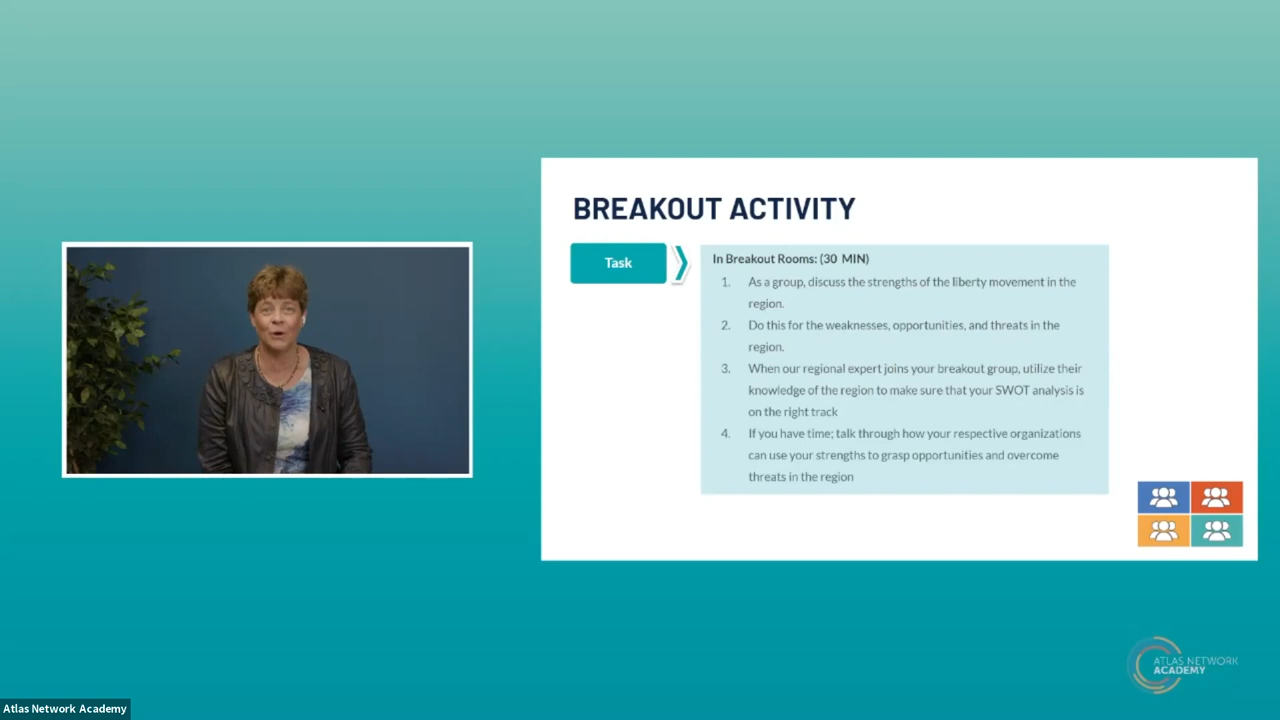 BREAKOUT ACTIVITY
Task
In Breakout Rooms: (30 MIN)
1. As a group, discuss the strengths of the liberty movement in the
region.
2. Do this for the weaknesses, opportunities, and threats in the
region.
3. When our regional expert joins your breakout group, utilize their
knowledge of the region to make sure that your SWOT analysis is
on the right track
4. If you have time; talk through how your respective organizations
can use your strengths to grasp opportunities and overcome
threats in the region
ATLAS NETWORK
ACADEMY
Atlas Network Academy